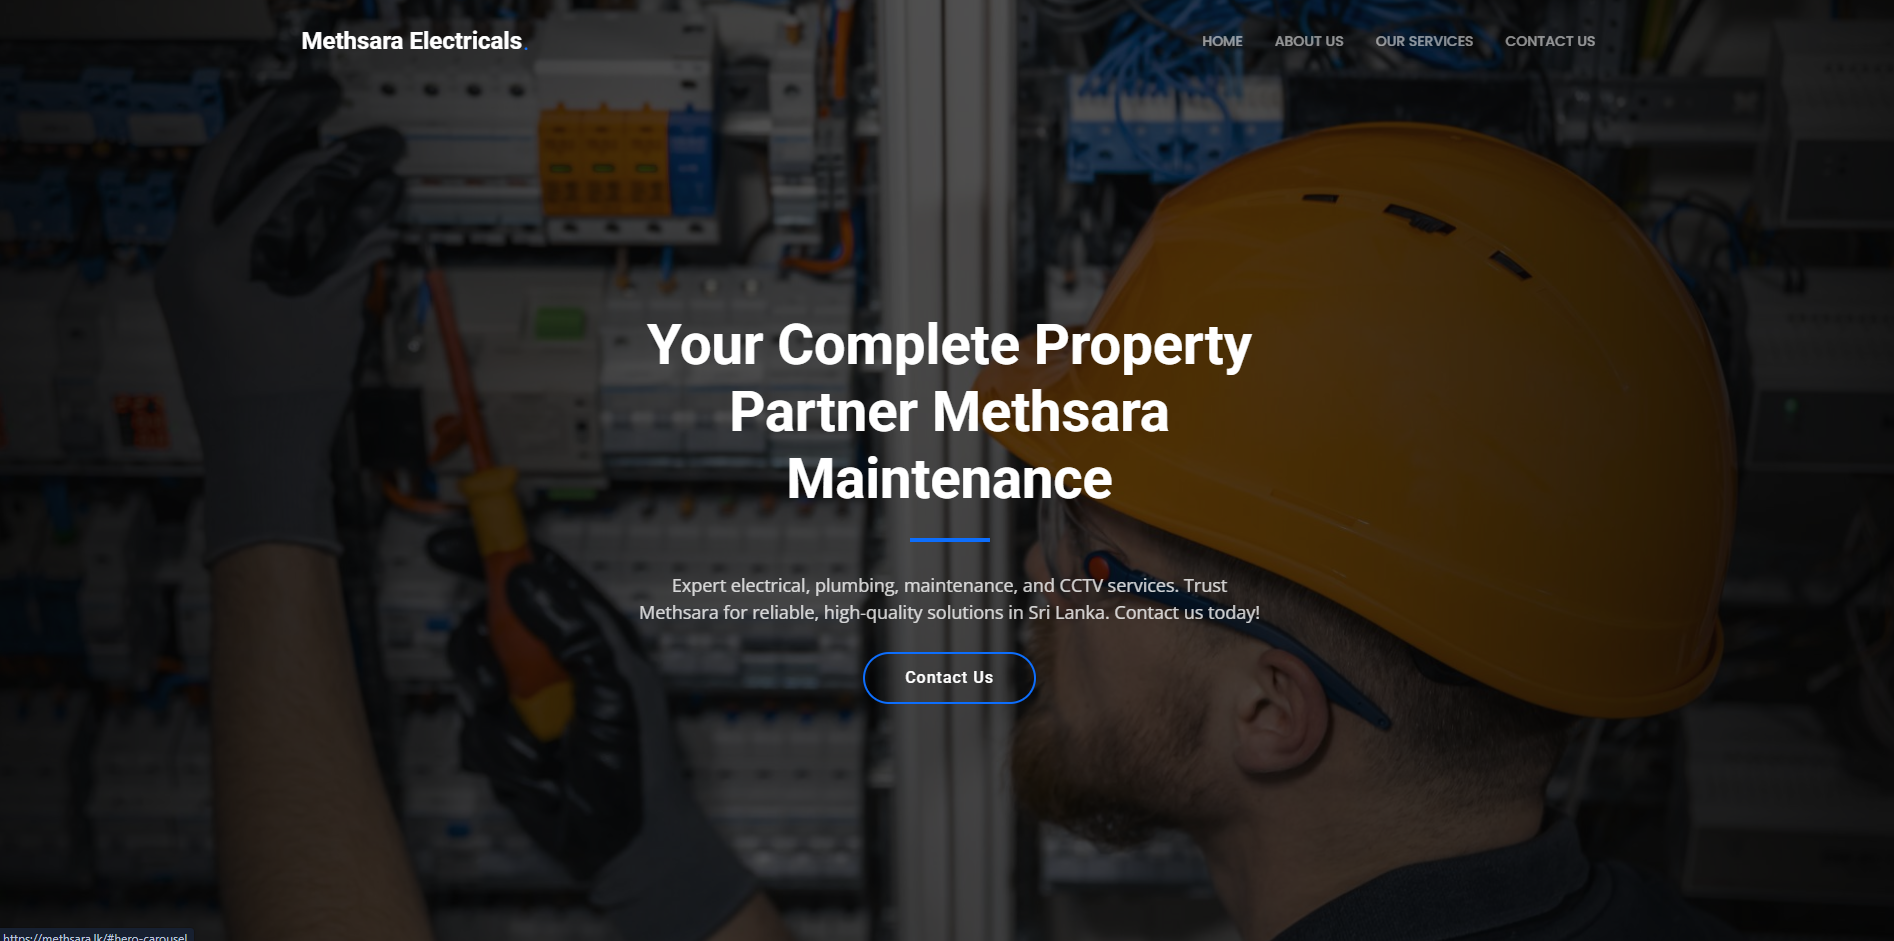 Methsara Electricals.
HOME ABOUT US OUR SERVICES CONTACT US
Your Complete Property
Partner Methsara
Maintenance
Expert electrical, plumbing, maintenance, and CCTV services. Trust
Methsara for reliable, high-quality solutions in Sri Lanka. Contact us today!
Contact Us
https://methsara.lk/#hero-carousel